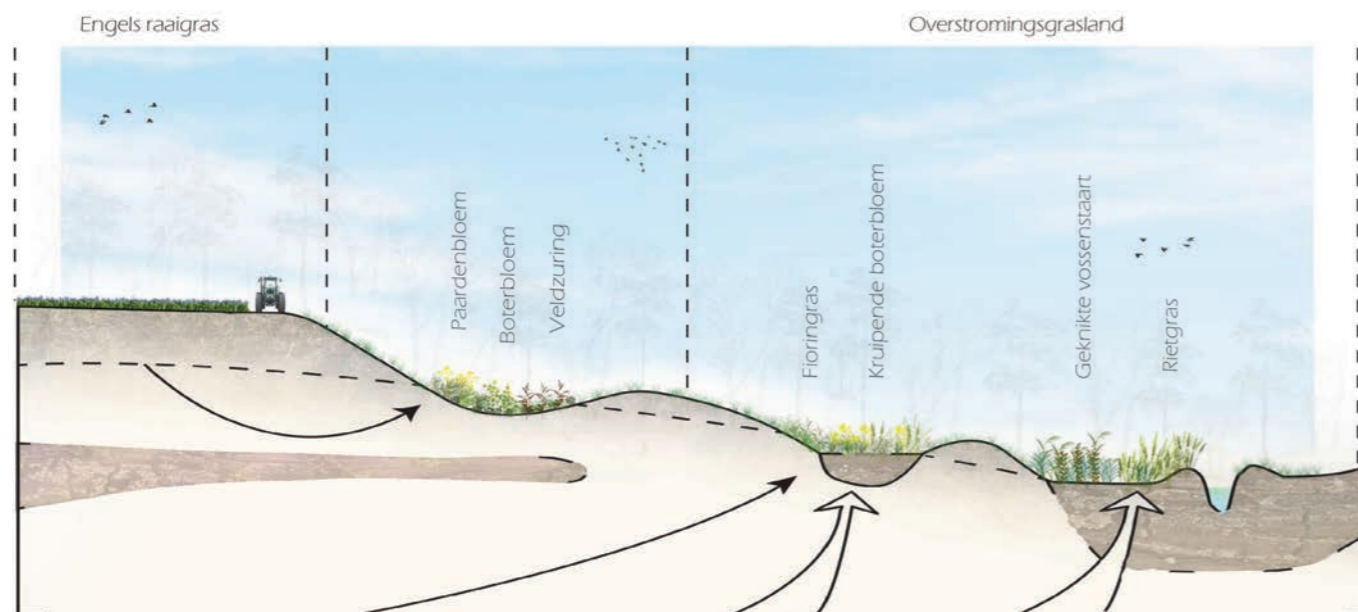 Engels raaigras
Overstromingsgrasland
Paardenbloem
Boterbloem
Veldzuring
Fioringras
Kruipende boterbloem
Geknikte vossenstaart
Rietgras